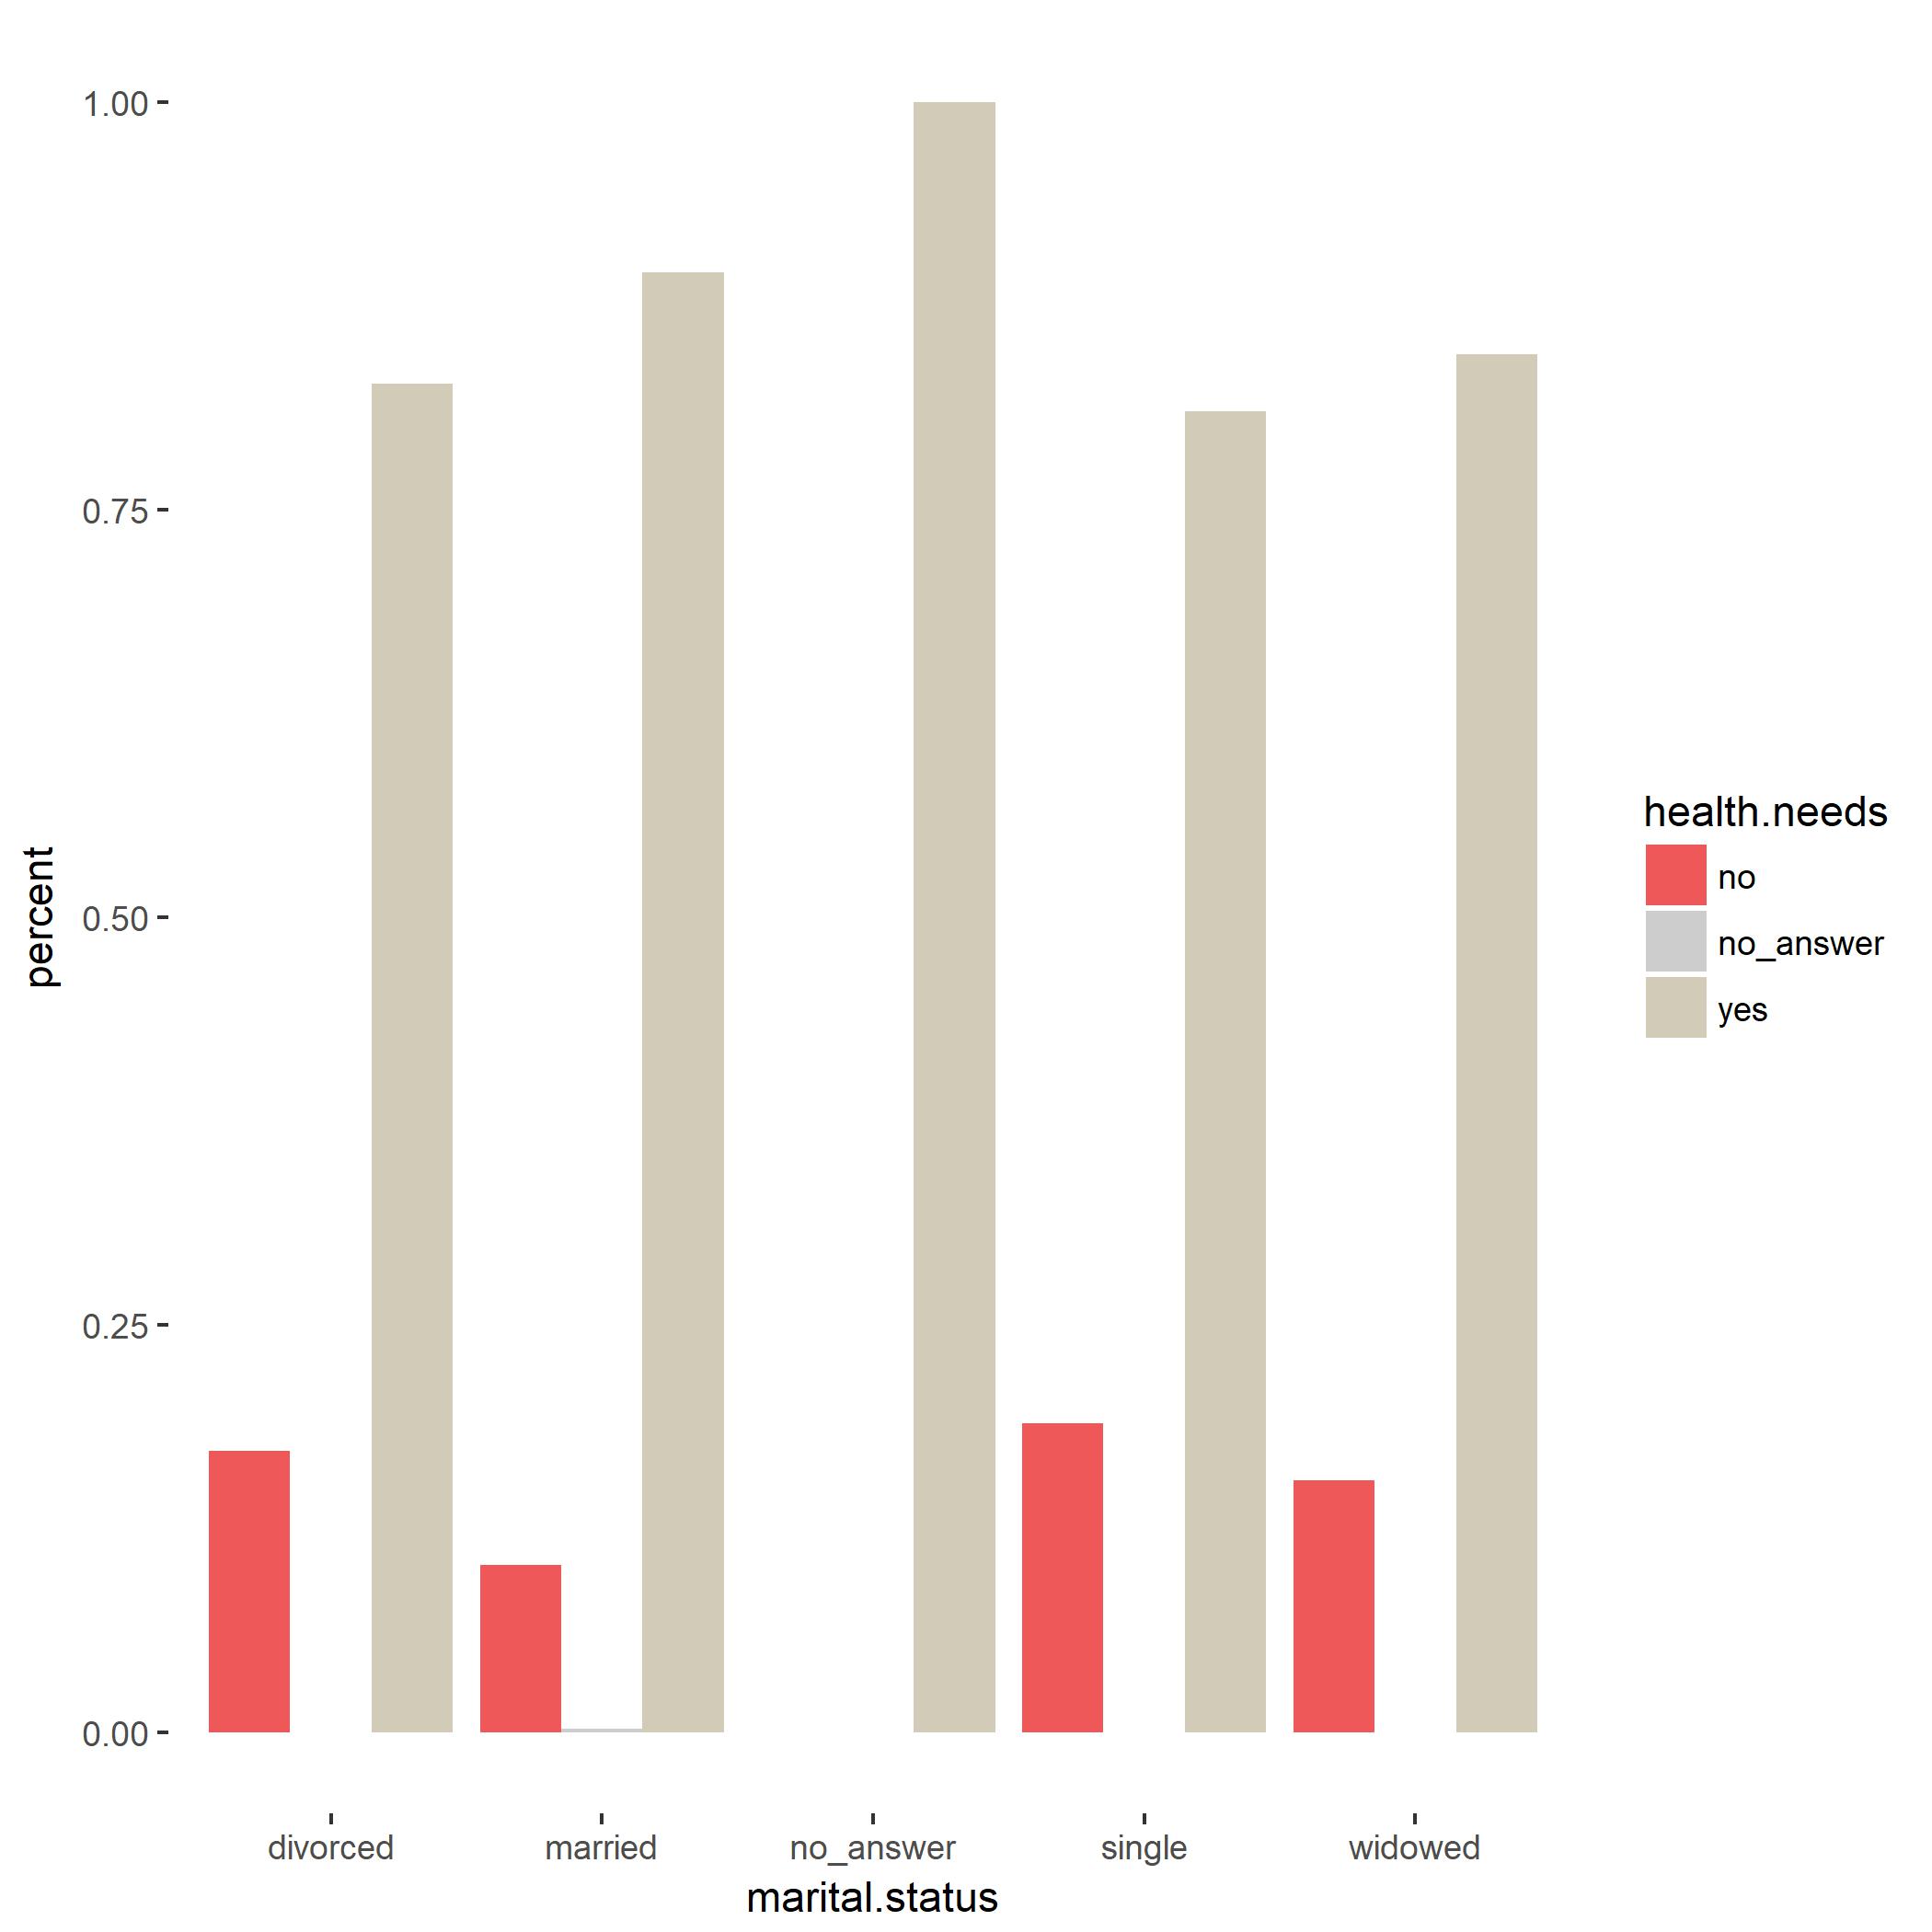 1.00
0.75
0.50
0.25
0.00
percent
divorced married no_answer single widowed
marital.status
health.needs
no
no_answer
yes